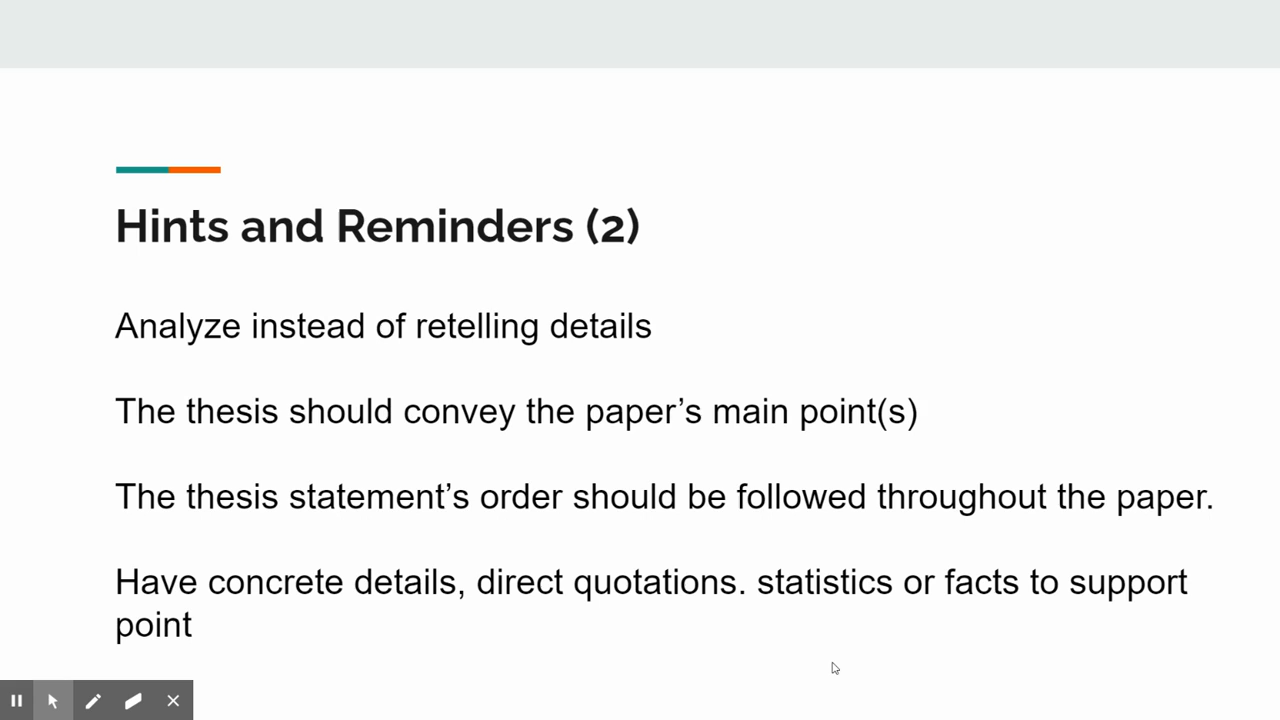 Hints and Reminders (2)
Analyze instead of retelling details
The thesis should convey the paper’s main point(s)
The thesis statement’s order should be followed throughout the paper.
Have concrete details, direct quotations. statistics or facts to support
point